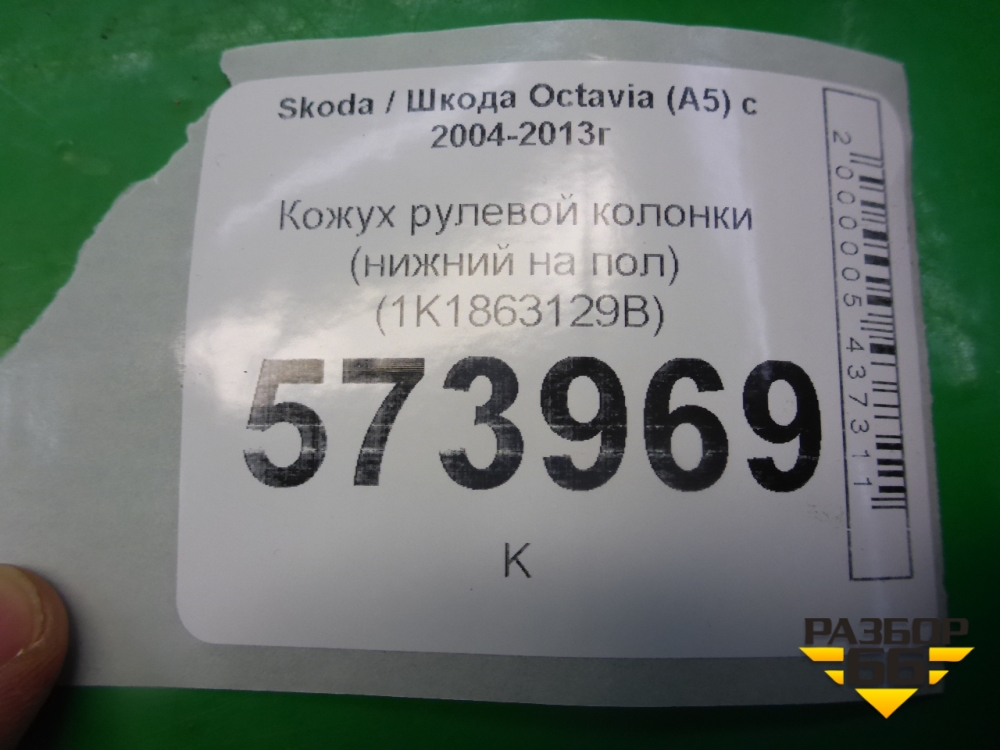 Skoda / Шкода Octavia (A5) с
2004-2013г
Кожух рулевой колонки
(нижний на пол)
(1K1863129B)
573969
К
2000005437311
РАЗБОР
66